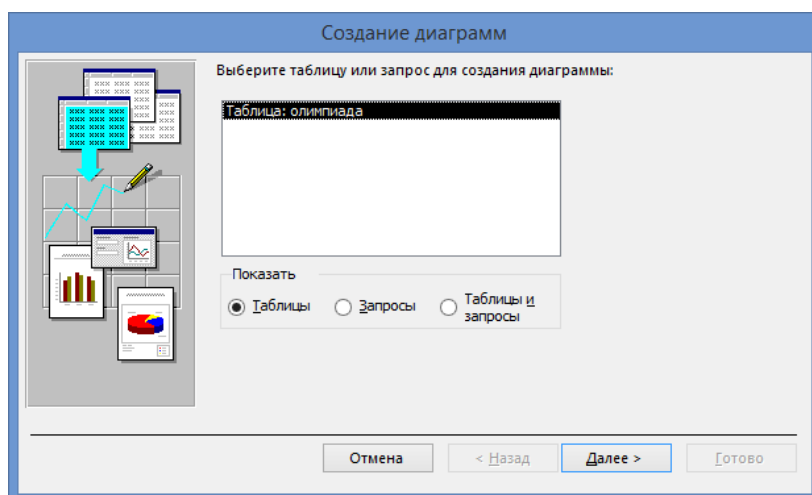 Создание диаграмм
Выберите таблицу или запрос для создания диаграммы:
Таблица: олимпиада
Показать
Таблицы
Запросы
Таблицы и
запросы
Отмена
< Назад
Далее >
Готово